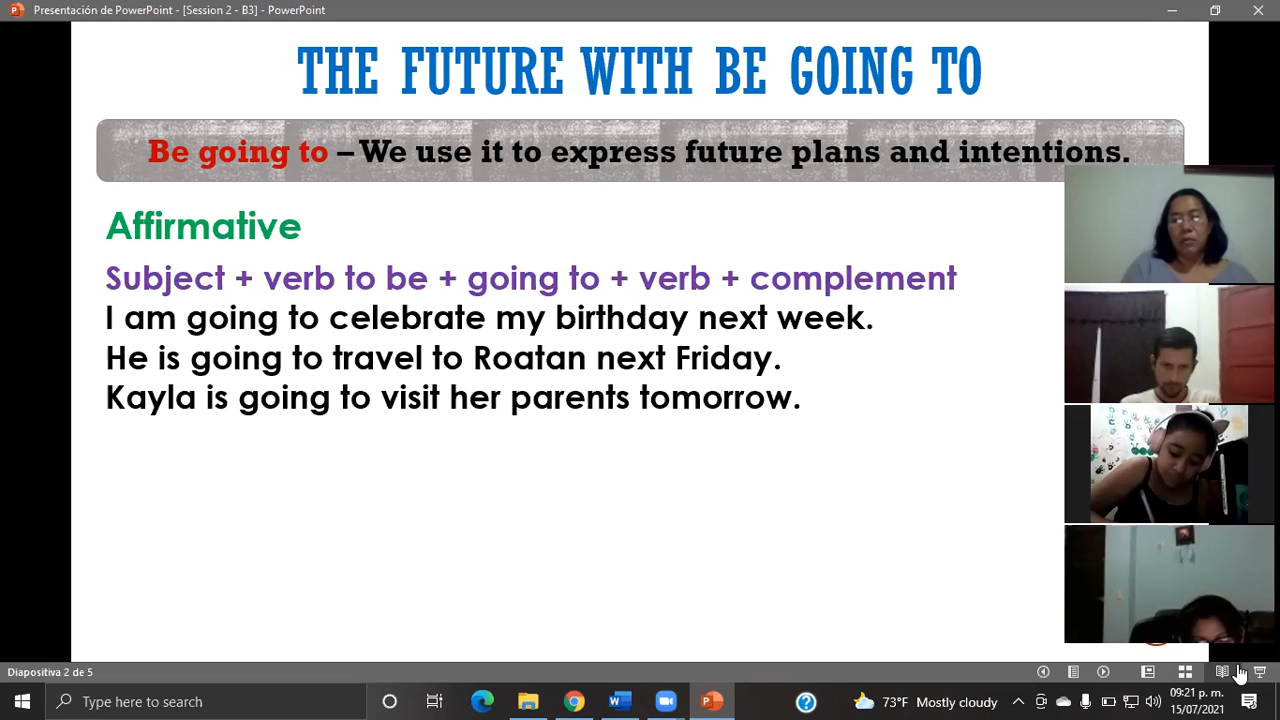 Presentación de PowerPoint - [Session 2 - B3] - PowerPoint
THE FUTURE WITH BE GOING TO
Be going to – We use it to express future plans and intentions.
Affirmative
Subject + verb to be + going to + verb + complement
I am going to celebrate my birthday next week.
He is going to travel to Roatan next Friday.
Kayla is going to visit her parents tomorrow.
Diapositiva 2 de 5
Type here to search
73°F Mostly cloudy
09:21 p. m.
15/07/2021